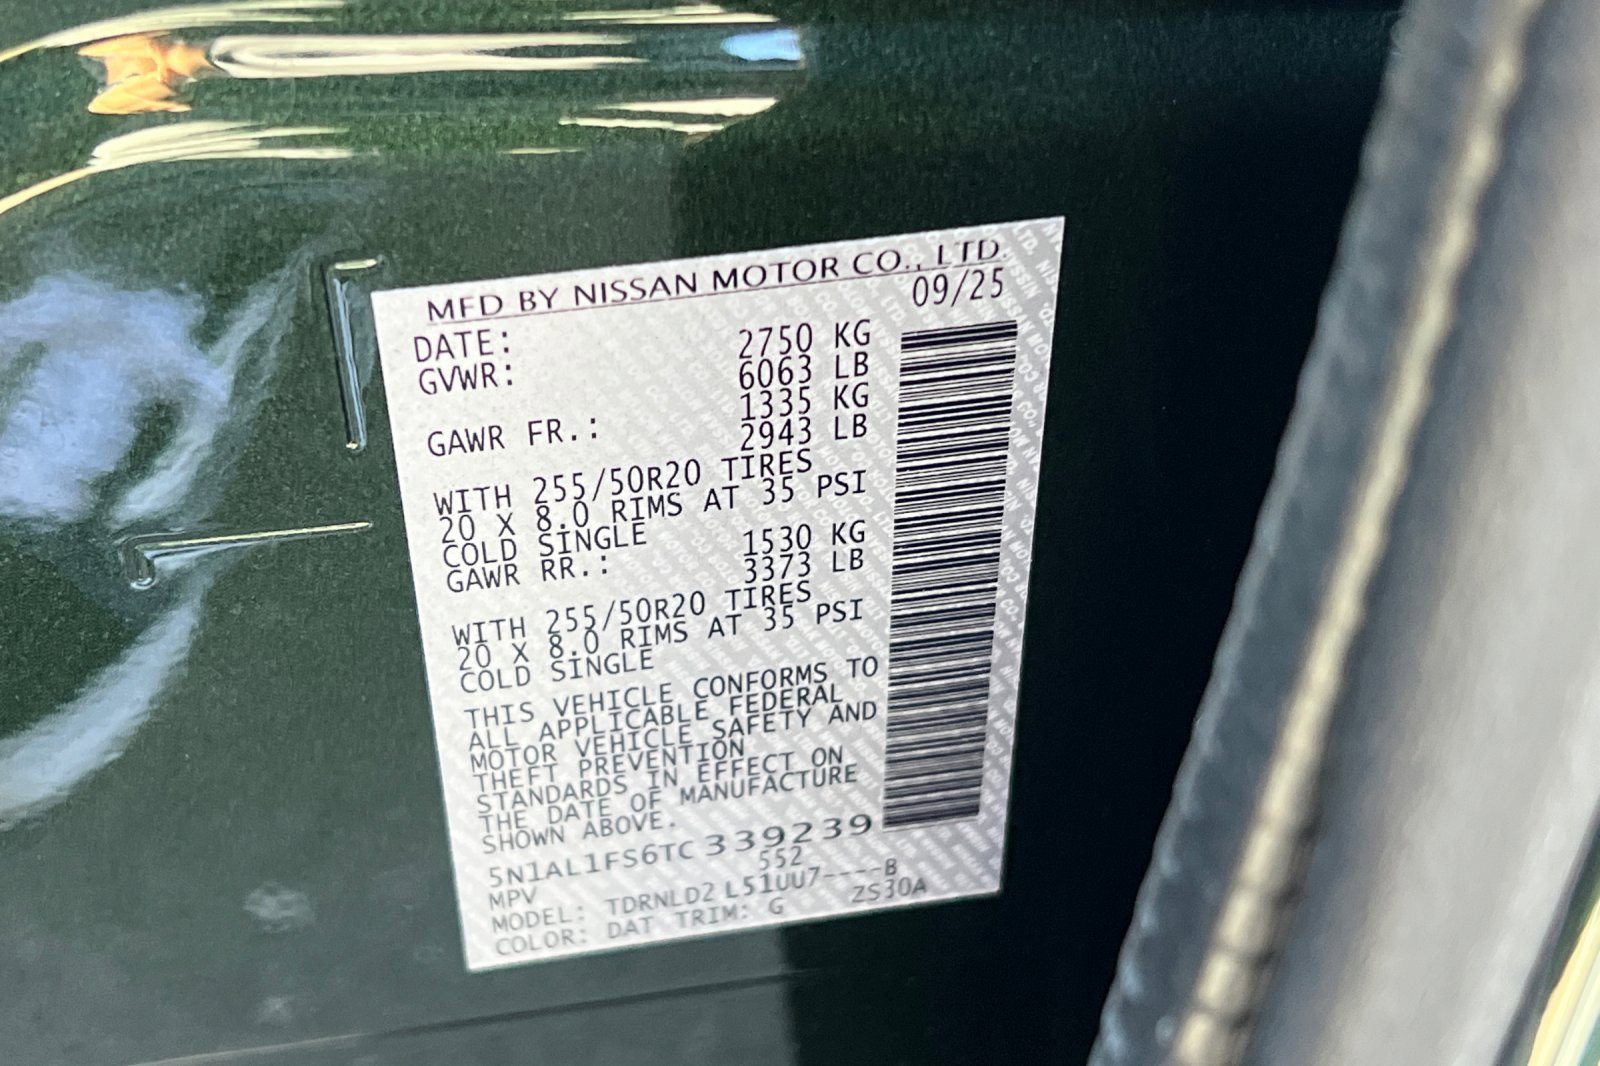 MFD BY NISSAN MOTOR CO., LTD.
DATE: 09/25
GVWR: 2750 KG
6063 LB
GAWR FR.: 1335 KG
2943 LB
WITH 255/50R20 TIRES
20 X 8.0 RIMS AT 35 PSI
COLD SINGLE
GAWR RR.: 1530 KG
3373 LB
WITH 255/50R20 TIRES
20 X 8.0 RIMS AT 35 PSI
COLD SINGLE
THIS VEHICLE CONFORMS TO
ALL APPLICABLE FEDERAL
MOTOR VEHICLE SAFETY AND
THEFT PREVENTION
STANDARDS IN EFFECT ON
THE DATE OF MANUFACTURE
SHOWN ABOVE.
5N1AL1FS6TC339239
MPV 552
MODEL: TDRNLD2 L51UU7----B
COLOR: DAT TRIM: G ZS30A